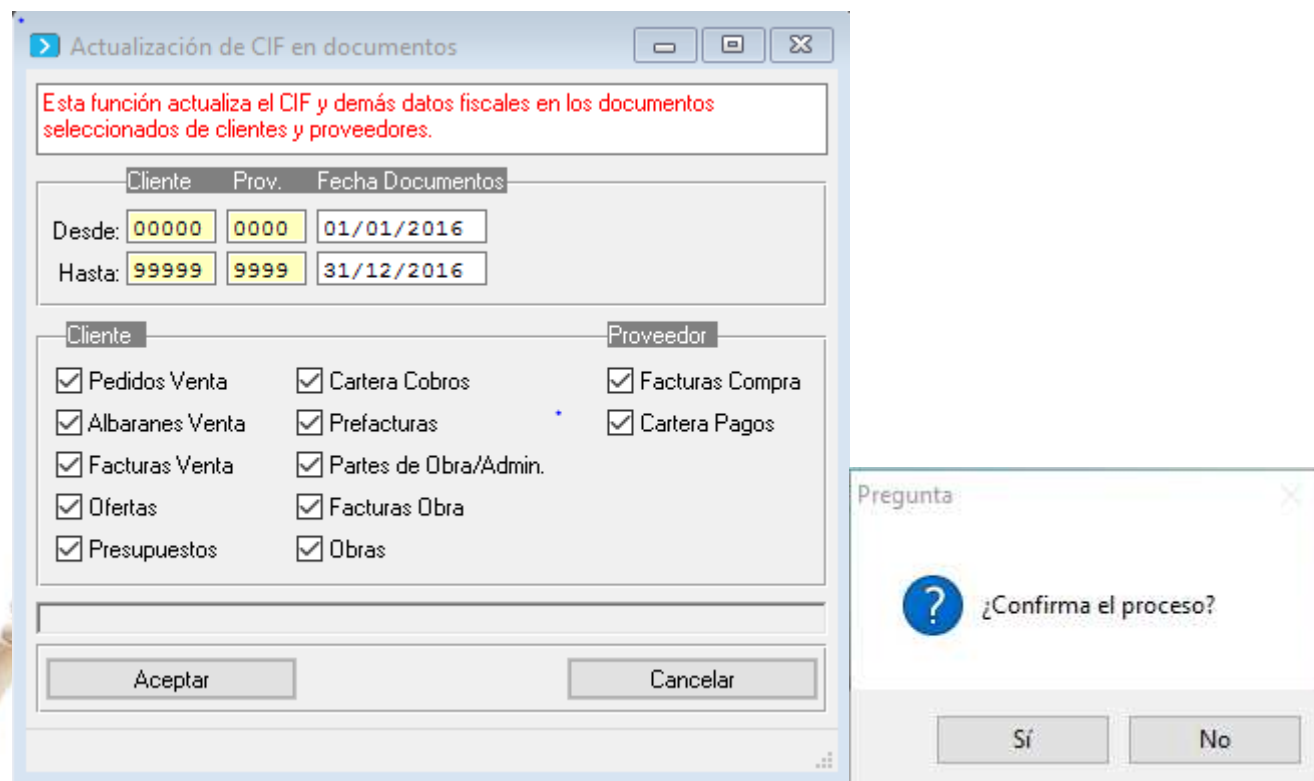 Actualización de CIF en documentos
Esta función actualiza el CIF y demás datos fiscales en los documentos
seleccionados de clientes y proveedores.
Cliente Prov. Fecha Documentos
Desde: 00000 0000 01/01/2016
Hasta: 99999 9999 31/12/2016
Cliente Proveedor
Pedidos Venta Cartera Cobros Facturas Compra
Albaranes Venta Prefacturas Cartera Pagos
Facturas Venta Partes de Obra/Admin.
Ofertas Facturas Obra
Presupuestos Obras
Aceptar Cancelar
Pregunta
¿Confirma el proceso?
Sí No